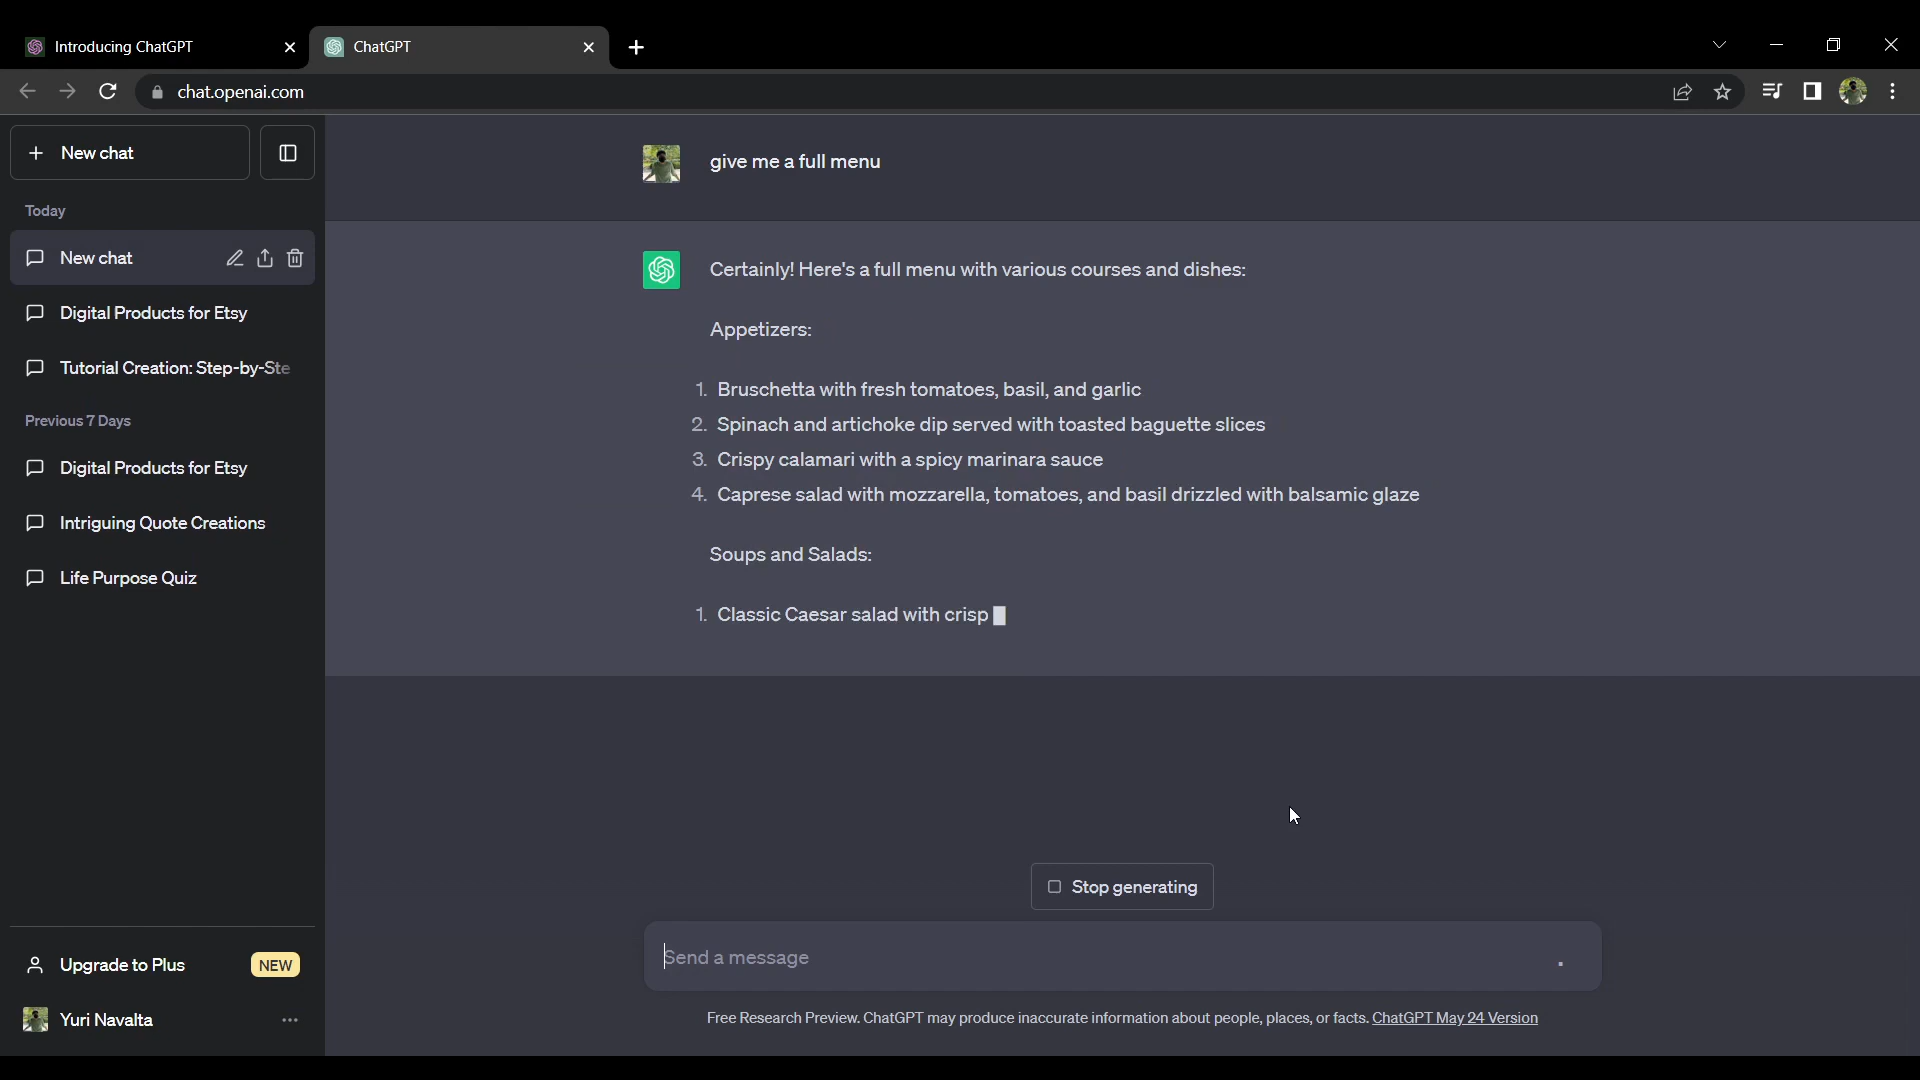 Introducing ChatGPT
ChatGPT
chat.openai.com
New chat
Today
New chat
Digital Products for Etsy
Tutorial Creation: Step-by-Ste
Previous 7 Days
Digital Products for Etsy
Intriguing Quote Creations
Life Purpose Quiz
Upgrade to Plus NEW
Yuri Navalta
give me a full menu
Certainly! Here's a full menu with various courses and dishes:
Appetizers:
1. Bruschetta with fresh tomatoes, basil, and garlic
2. Spinach and artichoke dip served with toasted baguette slices
3. Crispy calamari with a spicy marinara sauce
4. Caprese salad with mozzarella, tomatoes, and basil drizzled with balsamic glaze
Soups and Salads:
1. Classic Caesar salad with crisp
Stop generating
Send a message
Free Research Preview. ChatGPT may produce inaccurate information about people, places, or facts. ChatGPT May 24 Version